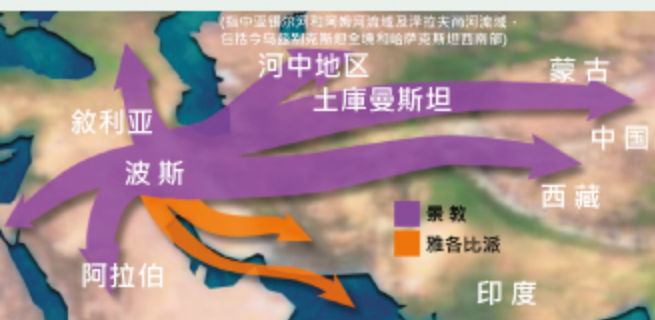 (指中亚锡尔河和阿姆河流域及泽拉夫尚河流域，
包括今乌兹别克斯坦全境和哈萨克斯坦西南部)
河中地区
蒙古
土庫曼斯坦
敘利亚
中国
波斯
西藏
景教
雅各比派
阿拉伯
印度